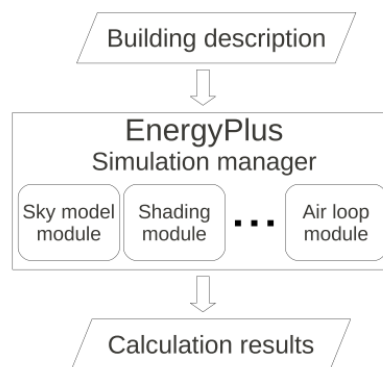 Building description
EnergyPlus
Simulation manager
Sky model
module
Shading
module
...
Air loop
module
Calculation results